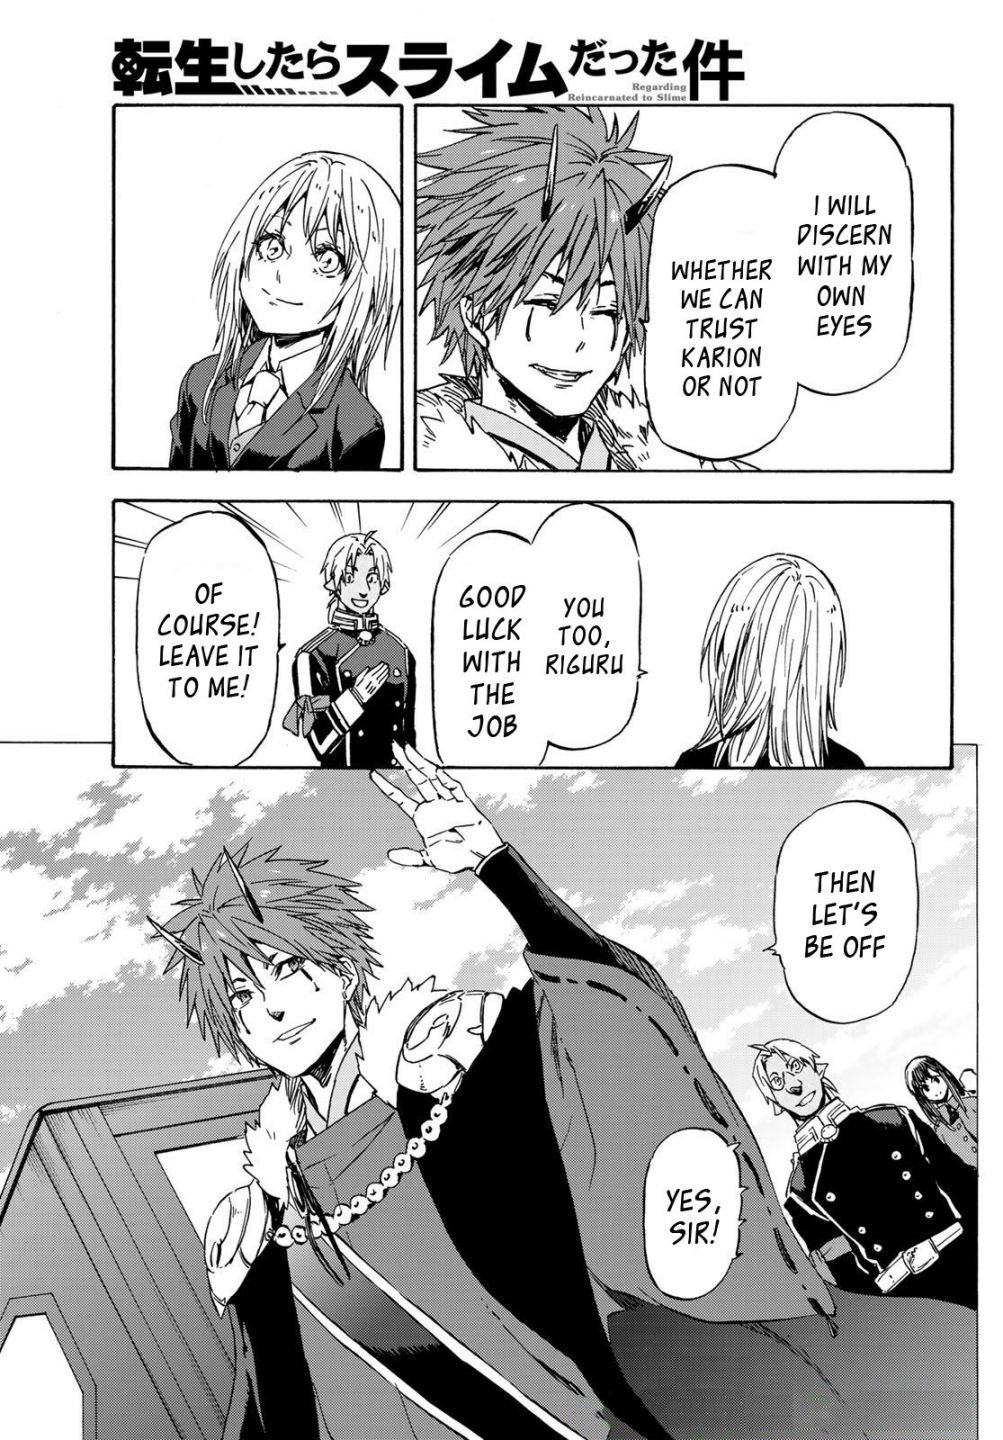 転生したらスライムだった件
Regarding
Reincarnated to Slime
I WILL
DISCERN
WITH MY
OWN
EYES
WHETHER
WE CAN
TRUST
KARION
OR NOT
YOU
TOO,
RIGURU
GOOD
LUCK
WITH
THE
JOB
OF
COURSE!
LEAVE IT
TO ME!
THEN
LET'S
BE OFF
YES,
SIR!